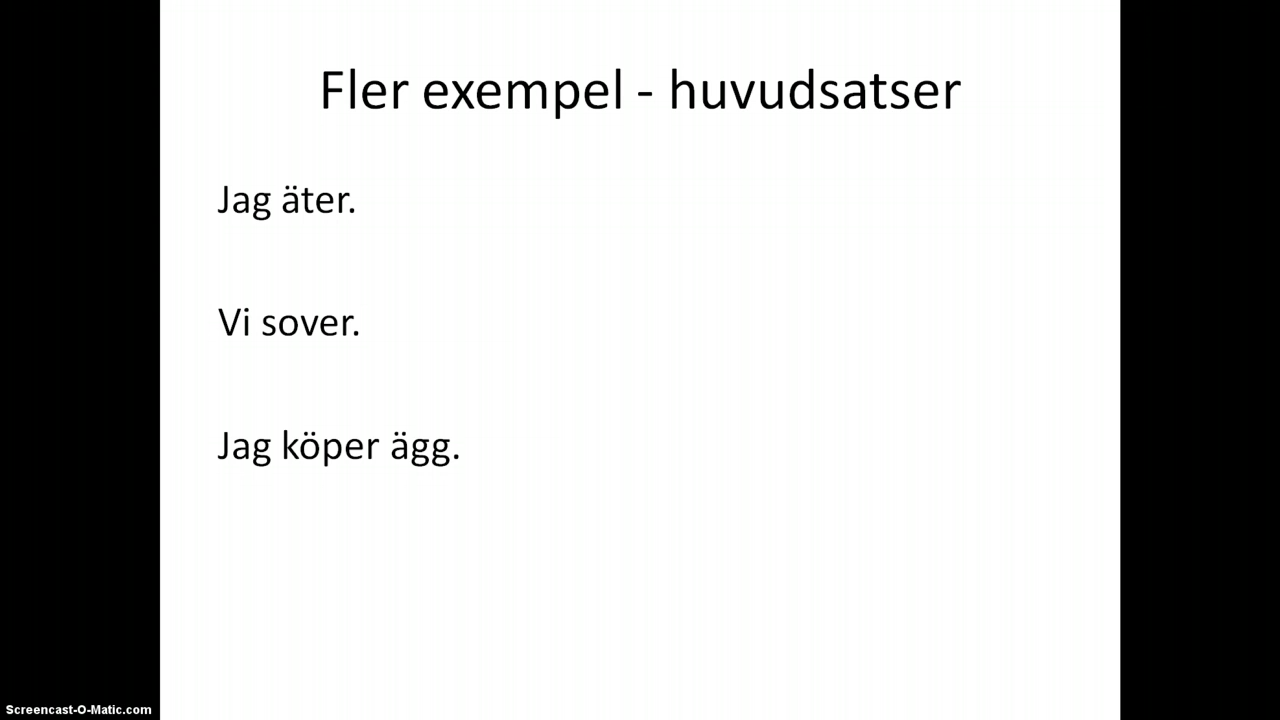 Fler exempel - huvudsatser
Jag äter.
Vi sover.
Jag köper ägg.
Screencast-O-Matic.com